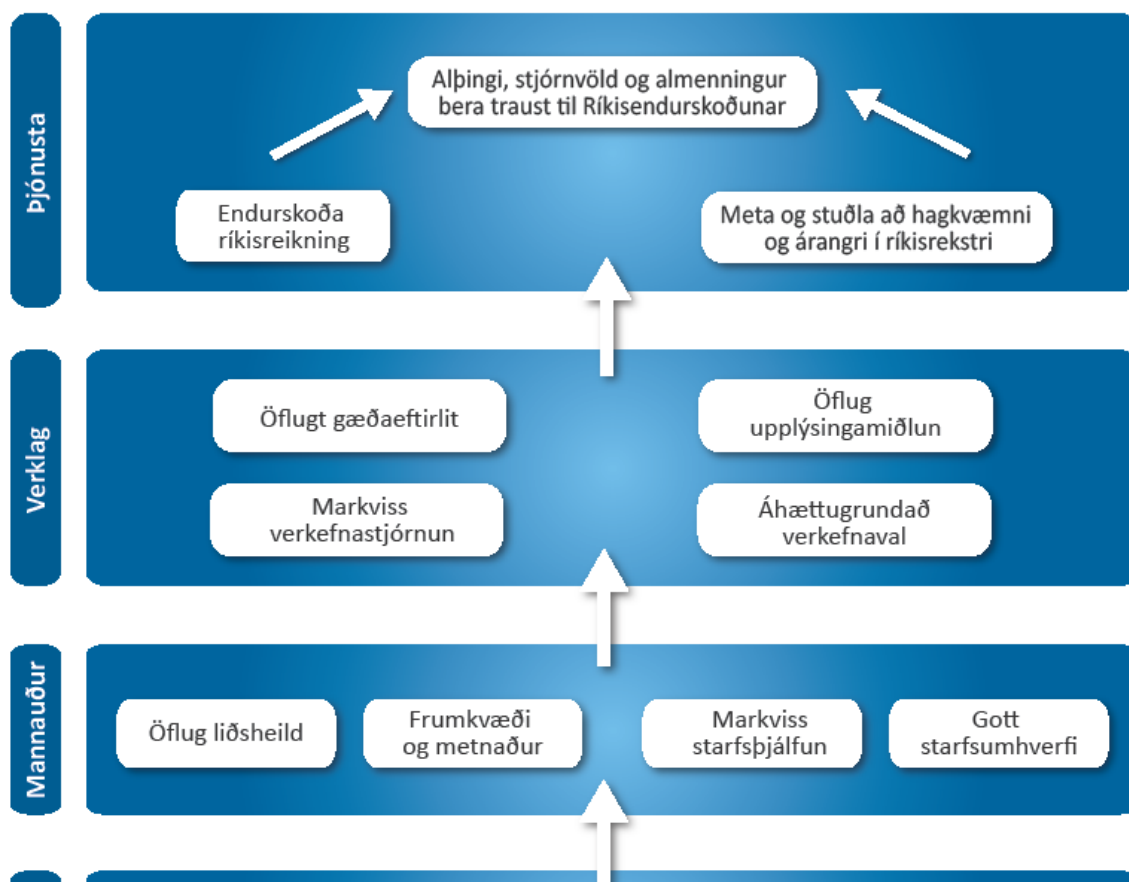 Þjónusta
Alþingi, stjórnvöld og almenningur
bera traust til Ríkisendurskoðunar
Endurskoða
ríkisreikning
Meta og stuðla að hagkvæmni
og árangri í ríkisrekstri
Verklag
Öflugt gæðaeftirlit
Öflug
upplýsingamiðlun
Markviss
verkefnastjórnun
Áhættugrundað
verkefnaval
Mannauður
Öflug liðsheild
Frumkvæði
og metnaður
Markviss
starfsþjálfun
Gott
starfsumhverfi